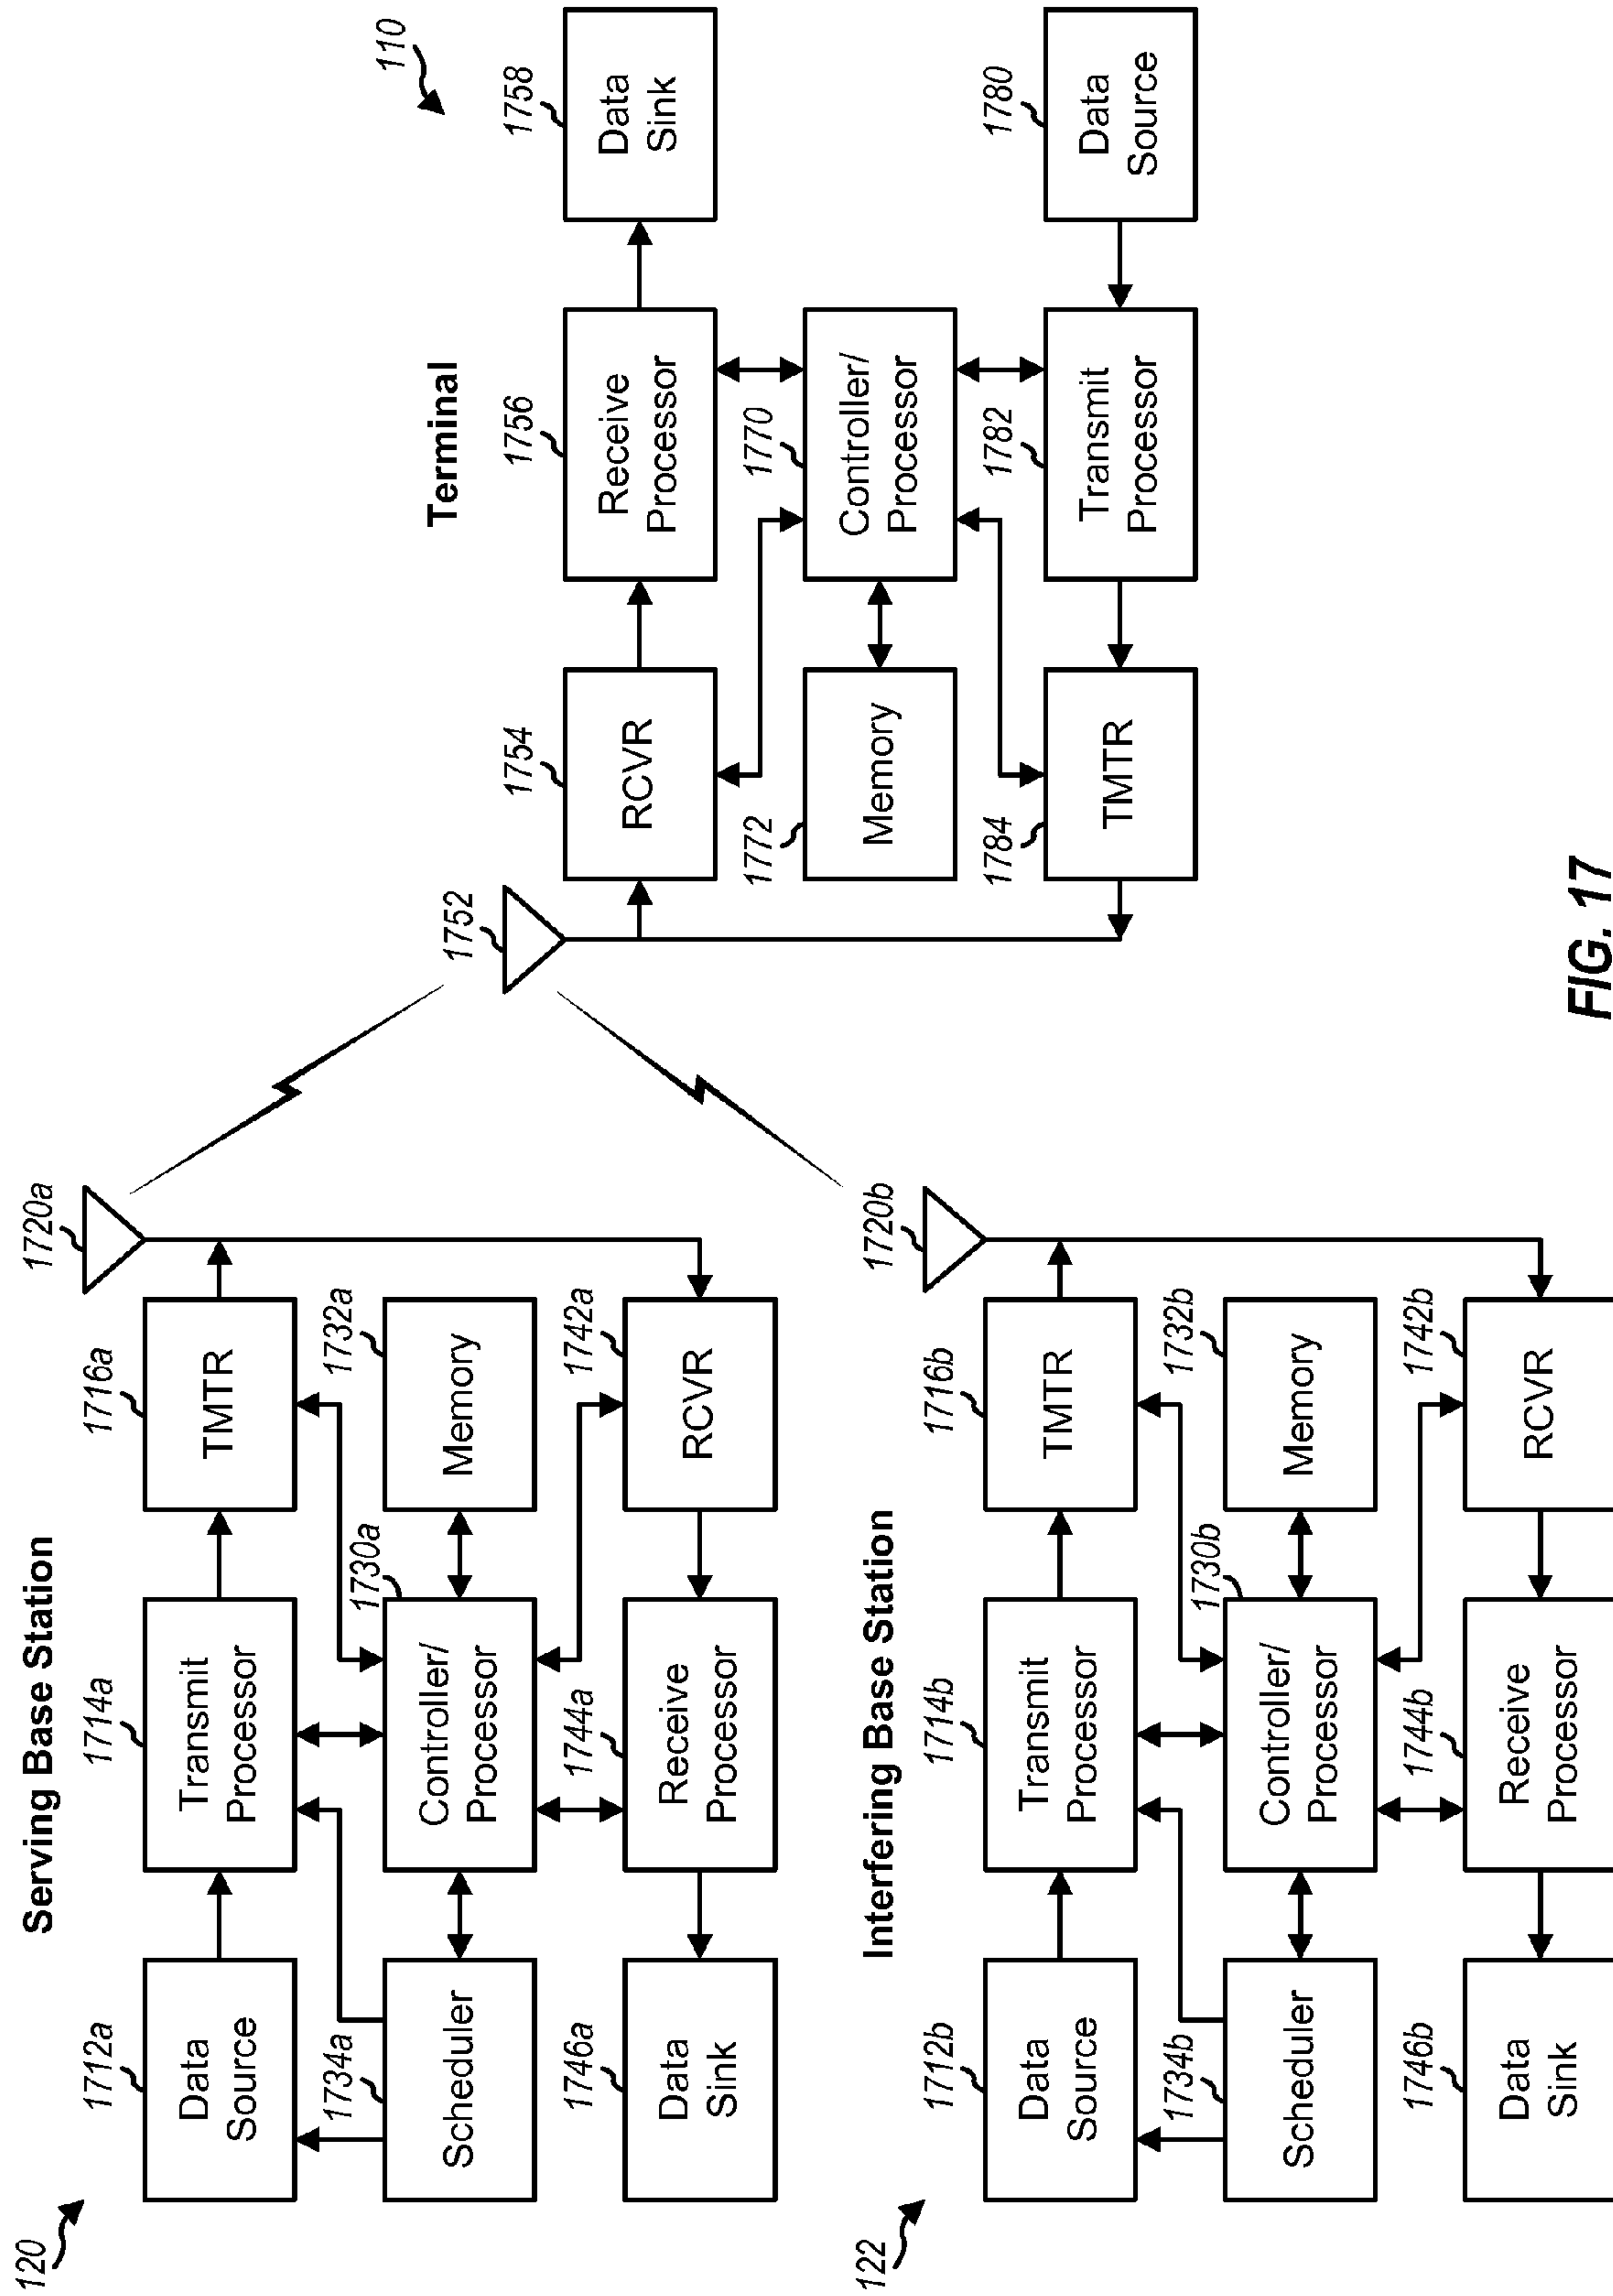 120
Serving Base Station
1712a
Data
Source
1714a
Transmit
Processor
1716a
TMTR
1720a
1734a
Scheduler
1730a
Controller/
Processor
1732a
Memory
1746a
Data
Sink
1744a
Receive
Processor
1742a
RCVR
122
Interfering Base Station
1712b
Data
Source
1714b
Transmit
Processor
1716b
TMTR
1720b
1734b
Scheduler
1730b
Controller/
Processor
1732b
Memory
1746b
Data
Sink
1744b
Receive
Processor
1742b
RCVR
110
Terminal
1752
1754
RCVR
1756
Receive
Processor
1758
Data
Sink
1772
Memory
1770
Controller/
Processor
1784
TMTR
1782
Transmit
Processor
1780
Data
Source
FIG. 17